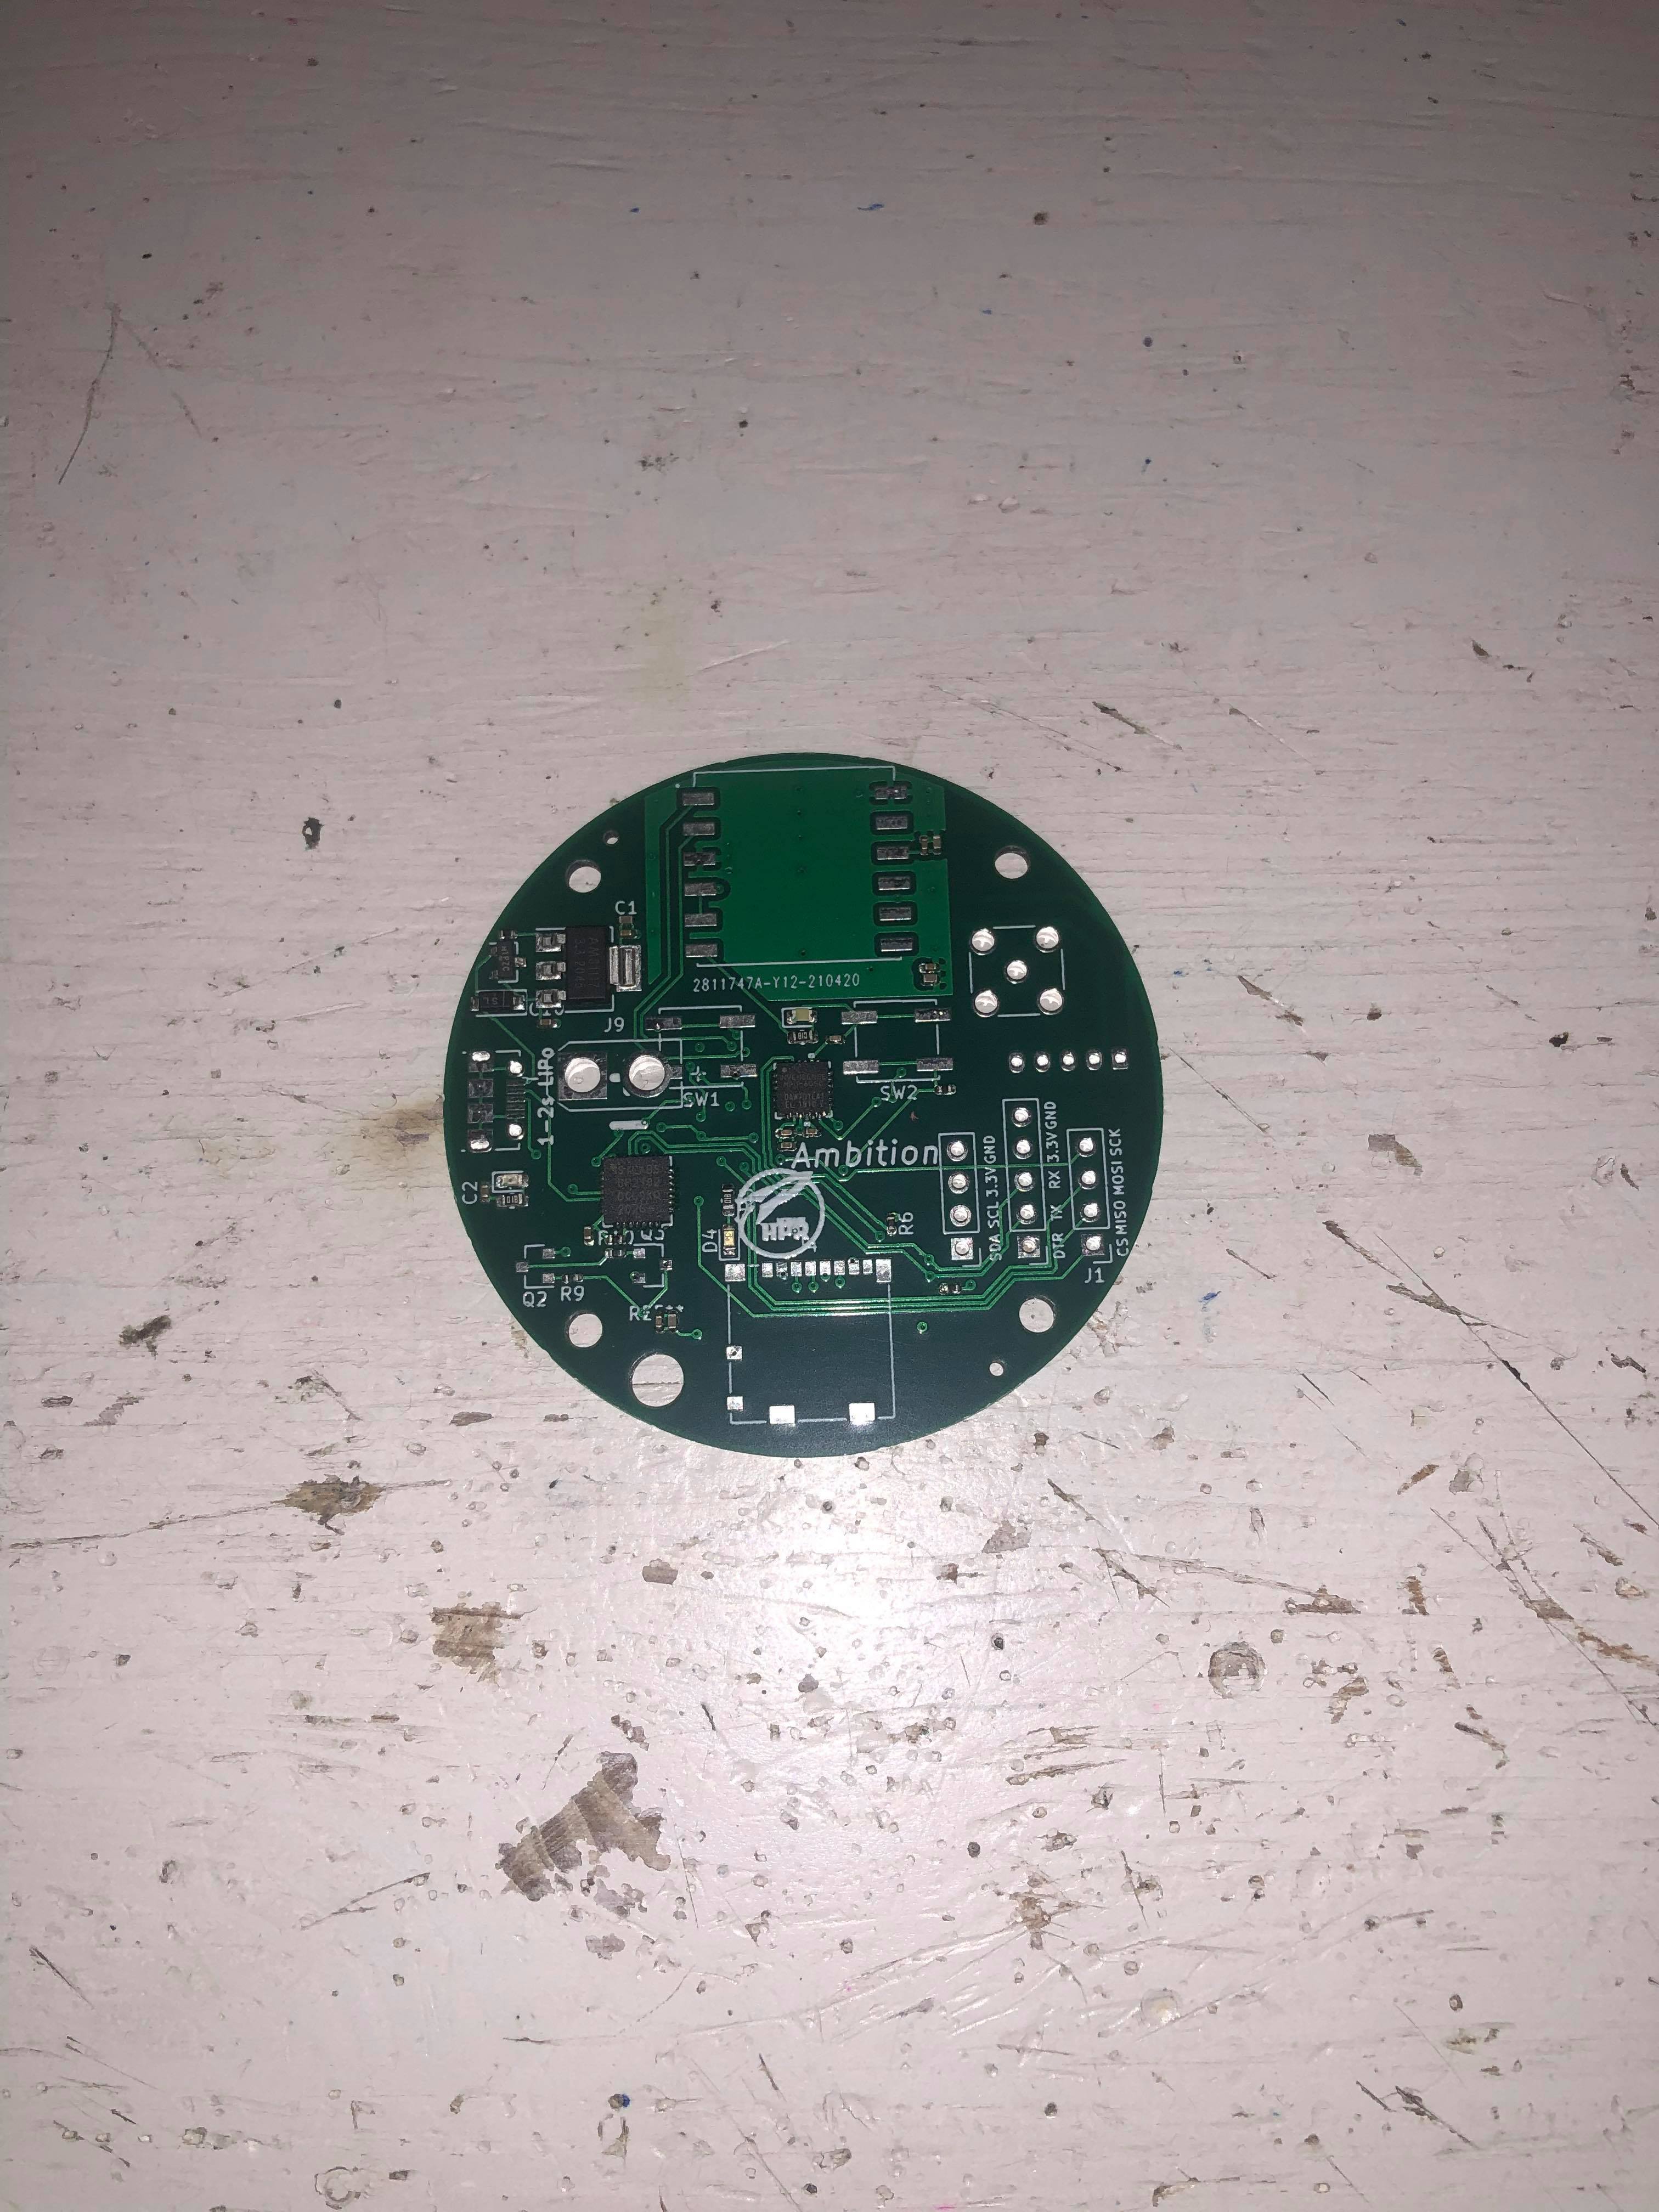 C1
2811747A-Y12-210420
J9
1-2s LiPo
SW1
SW2
Ambition
HPR
C2
D4
R6
SDA SCL 3.3V GND
DTR TX RX 3.3V GND
CS MISO MOSI SCK
J1
Q2
R9